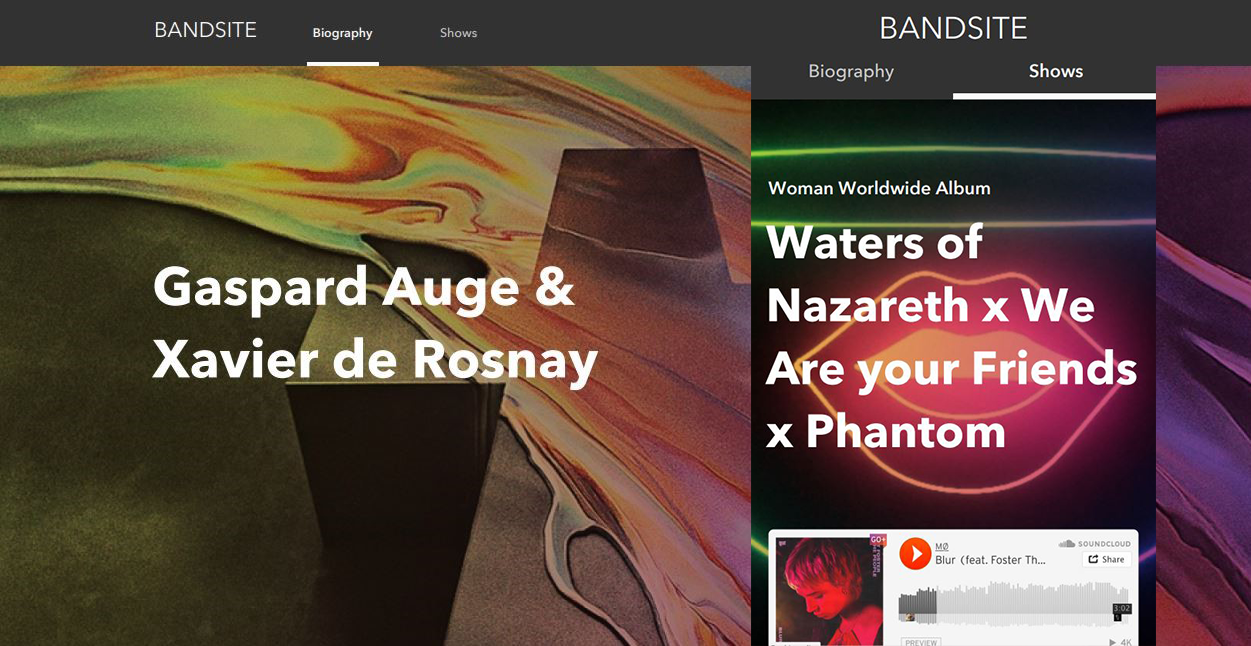 BANDSITE
Biography
Shows
Gaspard Auge &
Xavier de Rosnay
BANDSITE
Biography
Shows
Woman Worldwide Album
Waters of
Nazareth x We
Are your Friends
x Phantom
GO+
MØ
SOUNDCLOUD
Blur (feat. Foster Th...
Share
3:02
PREVIEW
4K